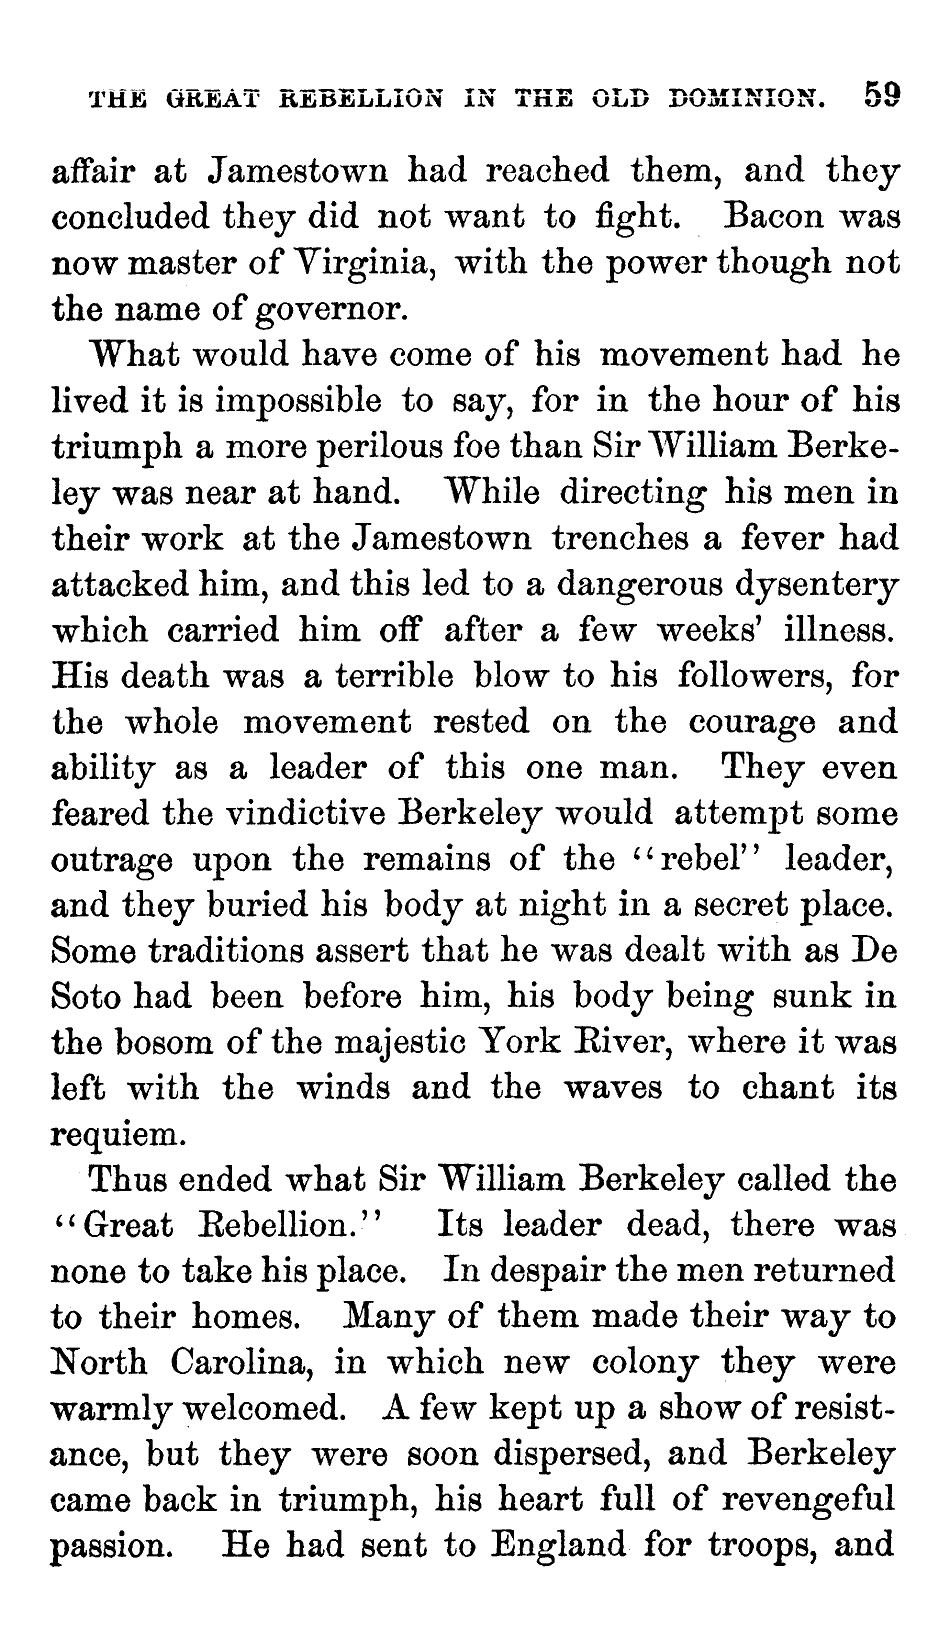 THE GREAT REBELLION IN THE OLD DOMINION. 59
affair at Jamestown had reached them, and they
concluded they did not want to fight. Bacon was
now master of Virginia, with the power though not
the name of governor.
What would have come of his movement had he
lived it is impossible to say, for in the hour of his
triumph a more perilous foe than Sir William Berke-
ley was near at hand. While directing his men in
their work at the Jamestown trenches a fever had
attacked him, and this led to a dangerous dysentery
which carried him off after a few weeks' illness.
His death was a terrible blow to his followers, for
the whole movement rested on the courage and
ability as a leader of this one man. They even
feared the vindictive Berkeley would attempt some
outrage upon the remains of the "rebel" leader,
and they buried his body at night in a secret place.
Some traditions assert that he was dealt with as De
Soto had been before him, his body being sunk in
the bosom of the majestic York River, where it was
left with the winds and the waves to chant its
requiem.
Thus ended what Sir William Berkeley called the
"Great Rebellion." Its leader dead, there was
none to take his place. In despair the men returned
to their homes. Many of them made their way to
North Carolina, in which new colony they were
warmly welcomed. A few kept up a show of resist-
ance, but they were soon dispersed, and Berkeley
came back in triumph, his heart full of revengeful
passion. He had sent to England for troops, and